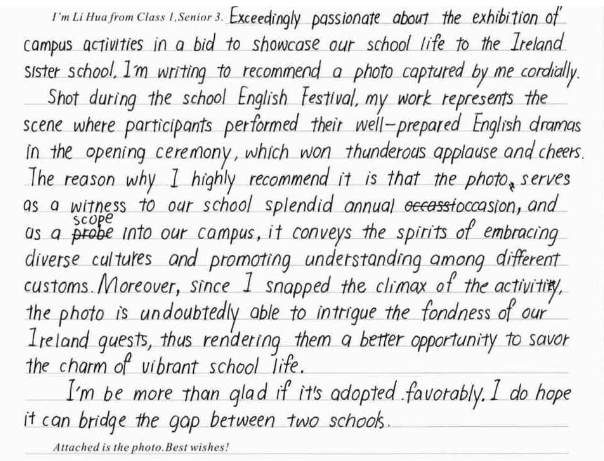 I'm Li Hua from Class 1, Senior 3. Exceedingly passionate about the exhibition of
campus activities in a bid to showcase our school life to the Ireland
sister school, I'm writing to recommend a photo captured by me cordially.
Shot during the school English Festival, my work represents the
scene where participants performed their well-prepared English dramas
in the opening ceremony, which won thunderous applause and cheers.
The reason why I highly recommend it is that the photo, serves
as a witness to our school splendid annual occassioccasion, and
scope
as a probe into our campus, it conveys the spirits of embracing
diverse cultures and promoting understanding among different
customs. Moreover, since I snapped the climax of the activity,
the photo is undoubtedly able to intrigue the fondness of our
Ireland guests, thus rendering them a better opportunity to savor
the charm of vibrant school life.
I'm be more than glad if it's adopted favorably. I do hope
it can bridge the gap between two schools.
Attached is the photo. Best wishes!